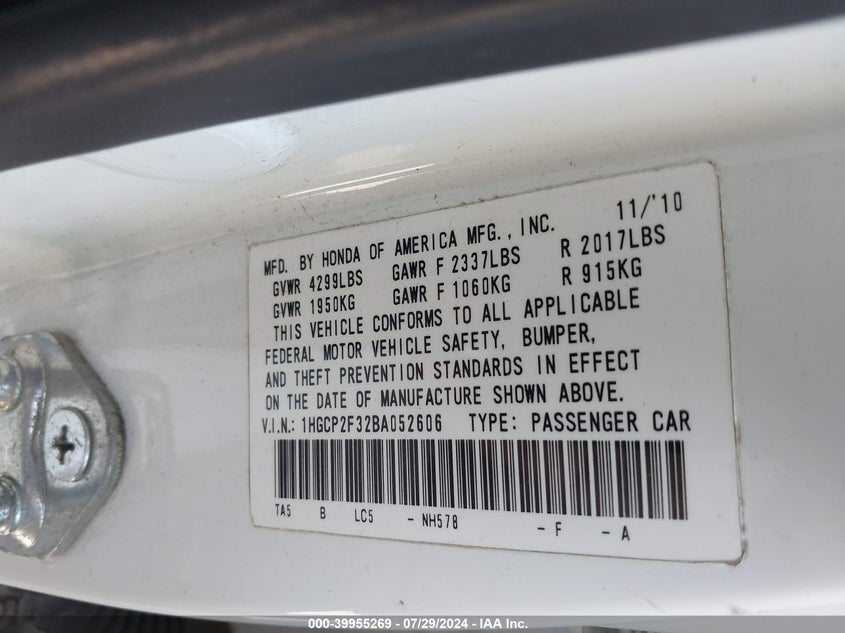 MFD. BY HONDA OF AMERICA MFG., INC. 11/'10
GVWR 4299LBS GAWR F 2337LBS R 2017LBS
GVWR 1950KG GAWR F 1060KG R 915KG
THIS VEHICLE CONFORMS TO ALL APPLICABLE
FEDERAL MOTOR VEHICLE SAFETY, BUMPER,
AND THEFT PREVENTION STANDARDS IN EFFECT
ON THE DATE OF MANUFACTURE SHOWN ABOVE.
V.I.N.: 1HGCP2F32BA052606 TYPE: PASSENGER CAR
TA5 B LC5 - NH578 - F - A
000-39955269 - 07/29/2024 - IAA Inc.